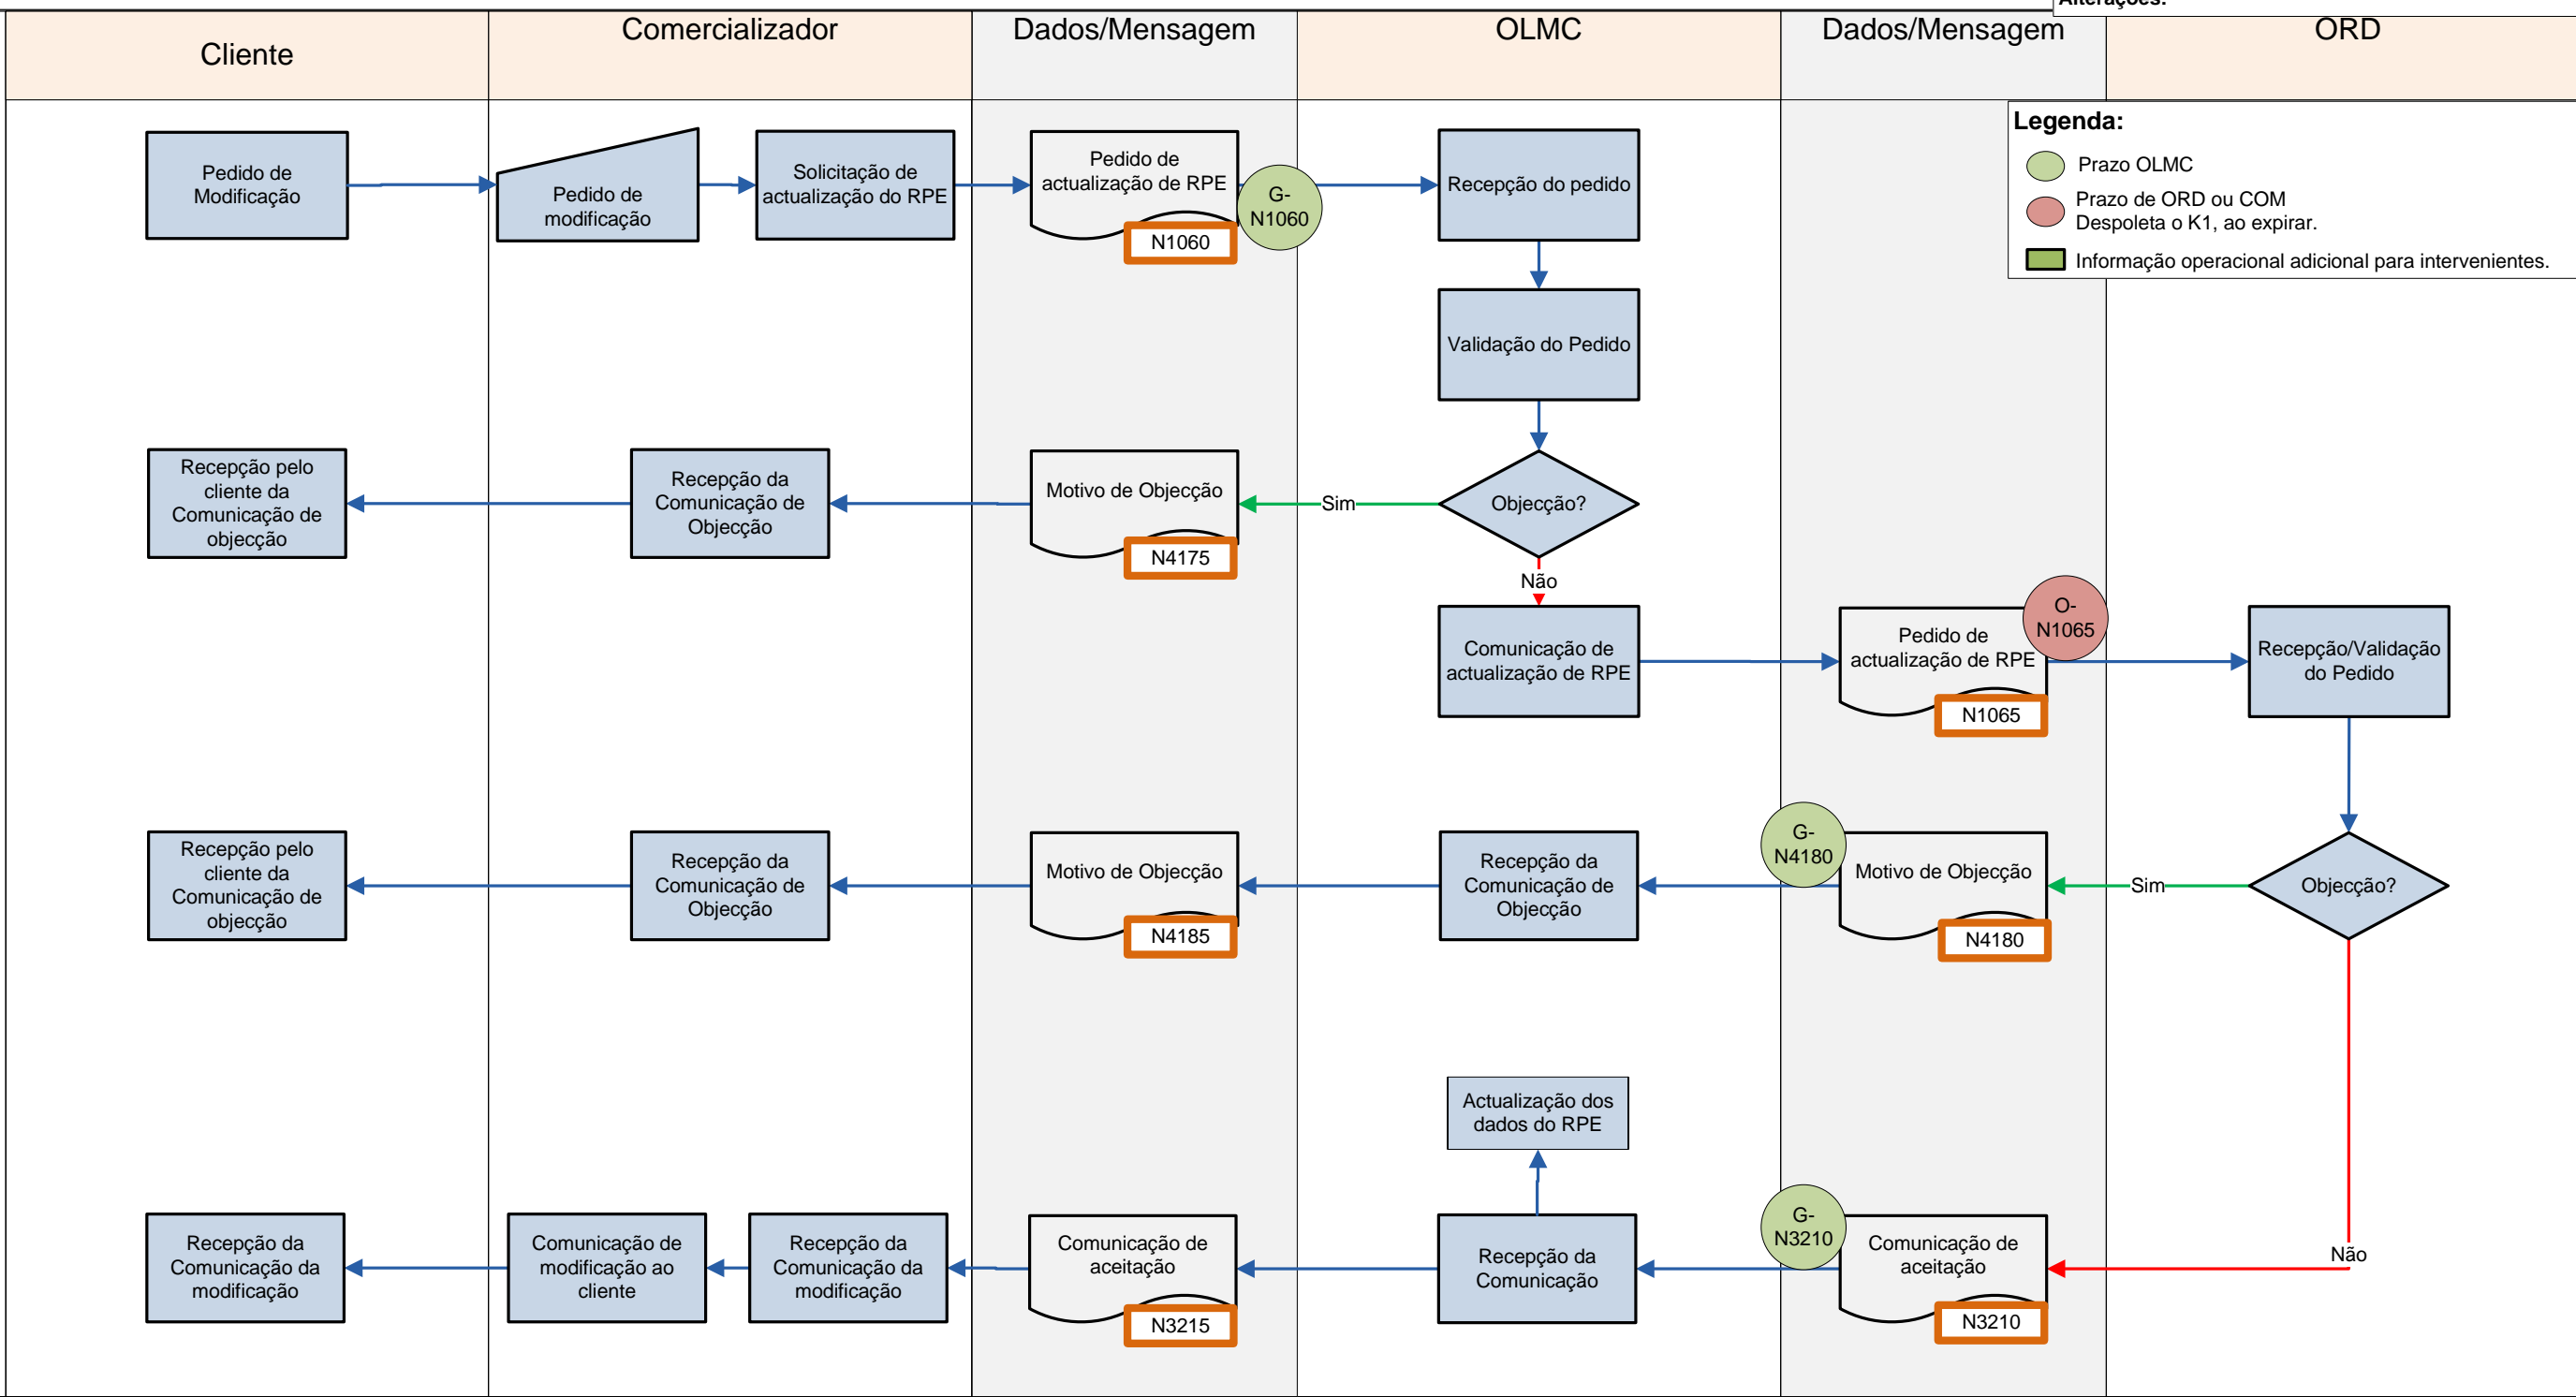 Alterações:
Cliente
Comercializador
Dados/Mensagem
OLMC
Dados/Mensagem
ORD
Legenda:
Prazo OLMC
Prazo de ORD ou COM
Despoleta o K1, ao expirar.
Informação operacional adicional para intervenientes.
Pedido de
Modificação
Pedido de
modificação
Solicitação de
actualização do RPE
Pedido de
actualização de RPE
N1060
G-
N1060
Recepção do pedido
Validação do Pedido
Objecção?
Sim
Motivo de Objecção
N4175
Recepção da
Comunicação de
Objecção
Recepção pelo
cliente da
Comunicação de
objecção
Não
Comunicação de
actualização de RPE
Pedido de
actualização de RPE
N1065
O-
N1065
Recepção/Validação
do Pedido
Objecção?
Sim
Motivo de Objecção
N4180
G-
N4180
Recepção da
Comunicação de
Objecção
Motivo de Objecção
N4185
Recepção da
Comunicação de
Objecção
Recepção pelo
cliente da
Comunicação de
objecção
Não
Comunicação de
aceitação
N3210
G-
N3210
Recepção da
Comunicação
Actualização dos
dados do RPE
Comunicação de
aceitação
N3215
Recepção da
Comunicação da
modificação
Comunicação de
modificação ao
cliente
Recepção da
Comunicação da
modificação